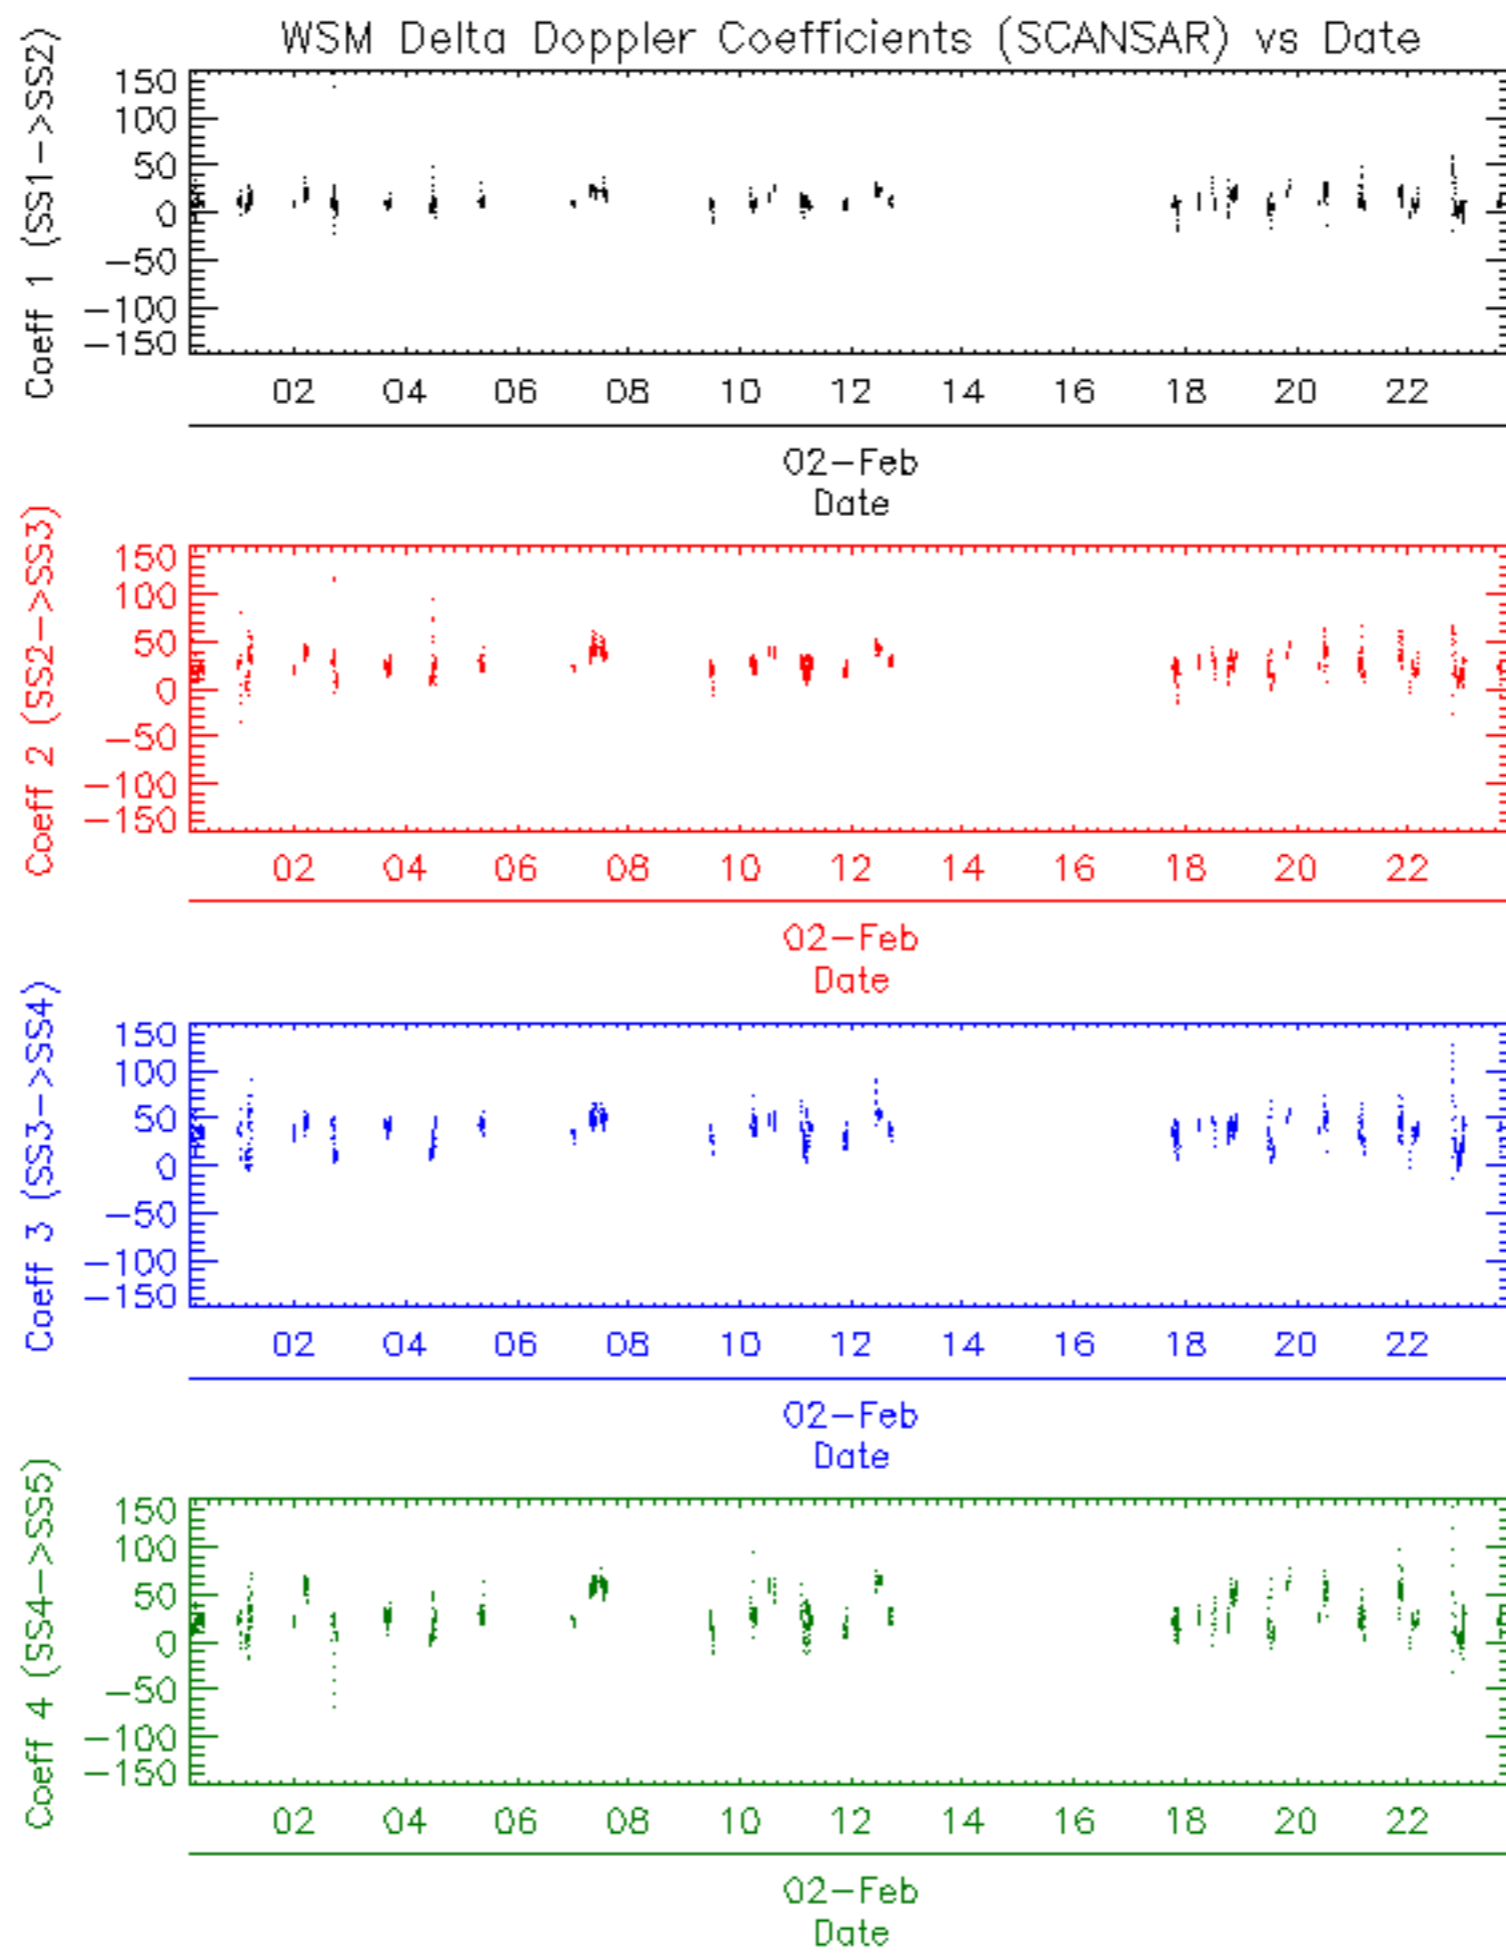 WSM Delta Doppler Coefficients (SCANSAR) vs Date
Coeff 1 (SS1->SS2)
150
100
50
0
-50
-100
-150
02 04 06 08 10 12 14 16 18 20 22
02-Feb
Date
Coeff 2 (SS2->SS3)
150
100
50
0
-50
-100
-150
02 04 06 08 10 12 14 16 18 20 22
02-Feb
Date
Coeff 3 (SS3->SS4)
150
100
50
0
-50
-100
-150
02 04 06 08 10 12 14 16 18 20 22
02-Feb
Date
Coeff 4 (SS4->SS5)
150
100
50
0
-50
-100
-150
02 04 06 08 10 12 14 16 18 20 22
02-Feb
Date